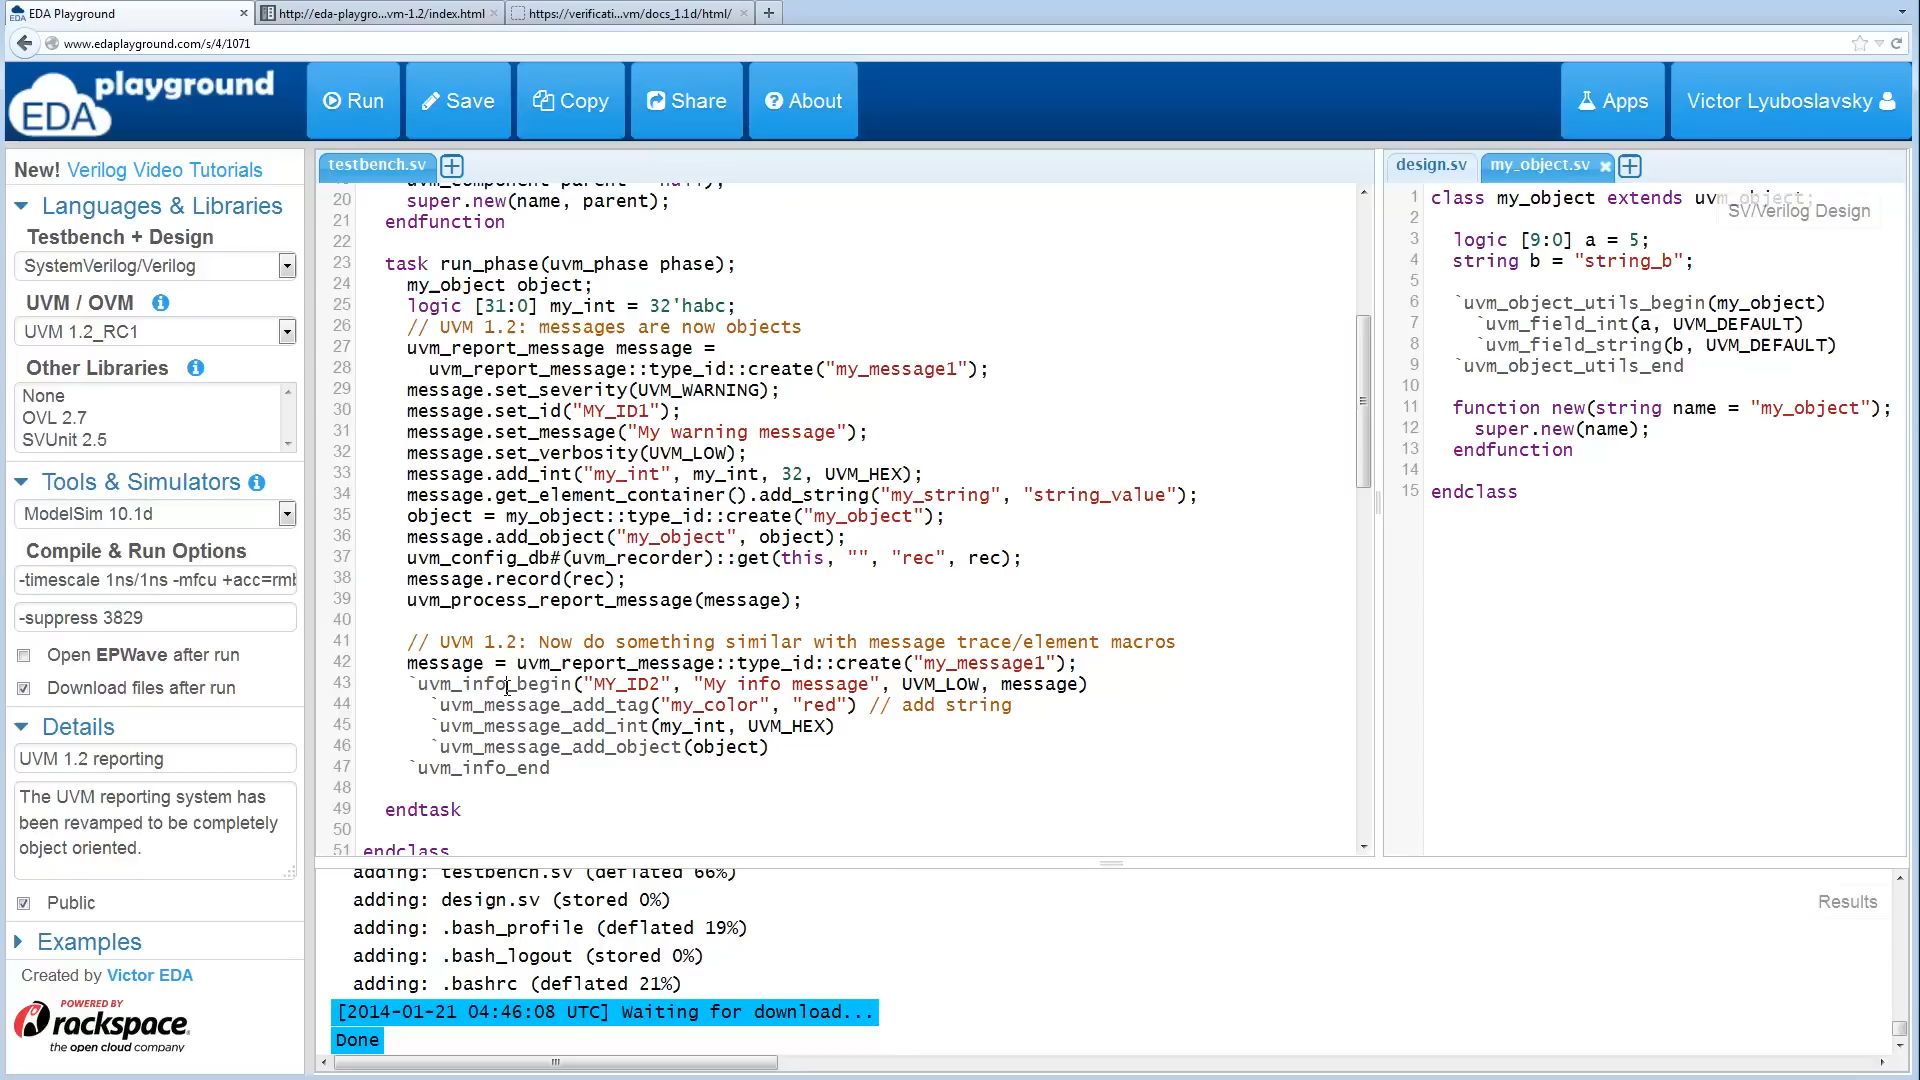 EDA Playground
http://eda-playgro...vm-1.2/index.html
https://verificati...vm/docs_1.1d/html/
www.edaplayground.com/s/4/1071
EDA playground
Run
Save
Copy
Share
About
Apps
Victor Lyuboslavsky
New! Verilog Video Tutorials
Languages & Libraries
Testbench + Design
SystemVerilog/Verilog
UVM / OVM
UVM 1.2_RC1
Other Libraries
None
OVL 2.7
SVUnit 2.5
Tools & Simulators
ModelSim 10.1d
Compile & Run Options
-timescale 1ns/1ns -mfcu +acc=rmb
-suppress 3829
Open EPWave after run
Download files after run
Details
UVM 1.2 reporting
The UVM reporting system has
been revamped to be completely
object oriented.
Public
Examples
Created by Victor EDA
POWERED BY
rackspace
the open cloud company
testbench.sv
uvm_component parent = null);
20 super.new(name, parent);
21 endfunction
22
23 task run_phase(uvm_phase phase);
24 my_object object;
25 logic [31:0] my_int = 32'habc;
26 // UVM 1.2: messages are now objects
27 uvm_report_message message =
28 uvm_report_message::type_id::create("my_message1");
29 message.set_severity(UVM_WARNING);
30 message.set_id("MY_ID1");
31 message.set_message("My warning message");
32 message.set_verbosity(UVM_LOW);
33 message.add_int("my_int", my_int, 32, UVM_HEX);
34 message.get_element_container().add_string("my_string", "string_value");
35 object = my_object::type_id::create("my_object");
36 message.add_object("my_object", object);
37 uvm_config_db#(uvm_recorder)::get(this, "", "rec", rec);
38 message.record(rec);
39 uvm_process_report_message(message);
40
41 // UVM 1.2: Now do something similar with message trace/element macros
42 message = uvm_report_message::type_id::create("my_message1");
43 `uvm_info_begin("MY_ID2", "My info message", UVM_LOW, message)
44 `uvm_message_add_tag("my_color", "red") // add string
45 `uvm_message_add_int(my_int, UVM_HEX)
46 `uvm_message_add_object(object)
47 `uvm_info_end
48
49 endtask
50
51 endclass
design.sv
my_object.sv
SV/Verilog Design
1 class my_object extends uvm_object;
2
3 logic [9:0] a = 5;
4 string b = "string_b";
5
6 `uvm_object_utils_begin(my_object)
7 `uvm_field_int(a, UVM_DEFAULT)
8 `uvm_field_string(b, UVM_DEFAULT)
9 `uvm_object_utils_end
10
11 function new(string name = "my_object");
12 super.new(name);
13 endfunction
14
15 endclass
adding: testbench.sv (deflated 66%)
adding: design.sv (stored 0%)
adding: .bash_profile (deflated 19%)
adding: .bash_logout (stored 0%)
adding: .bashrc (deflated 21%)
[2014-01-21 04:46:08 UTC] Waiting for download...
Done
Results